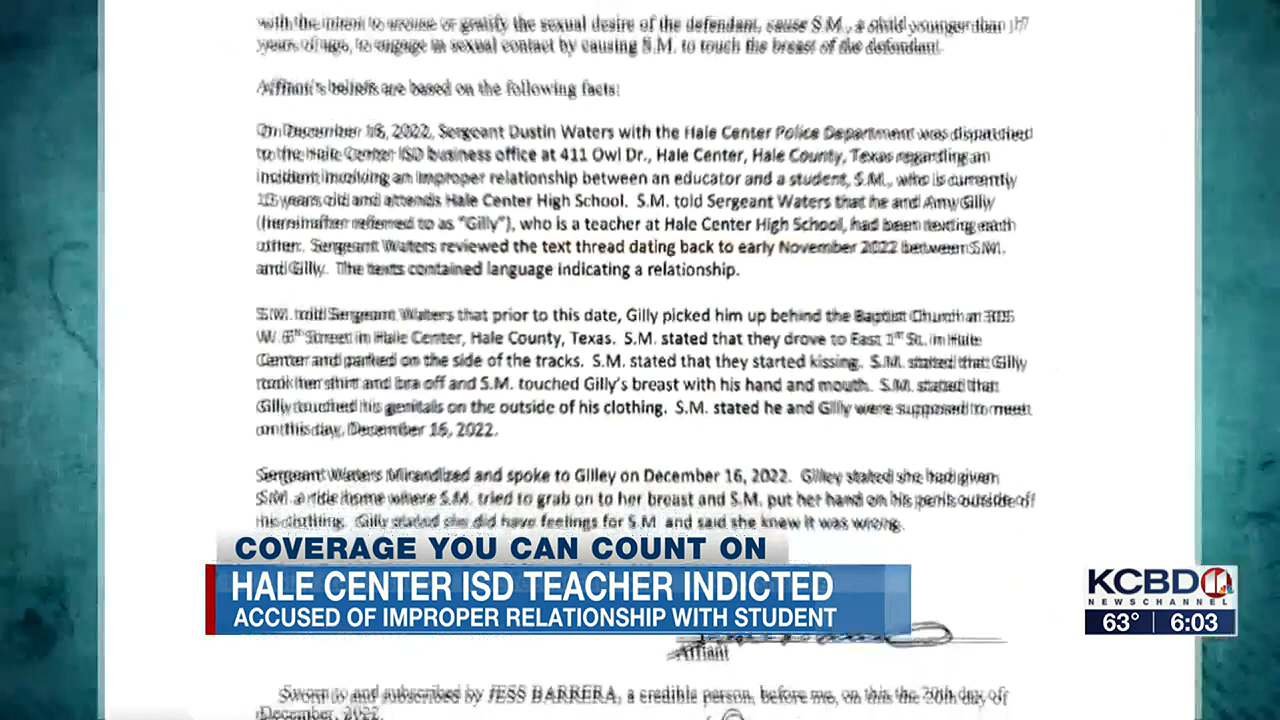 with the intent to arouse or gratify the sexual desire of the defendant, cause S.M., a child younger than 17
years of age, to engage in sexual contact by causing S.M. to touch the breast of the defendant.
Affiant's beliefs are based on the following facts:
On December 16, 2022, Sergeant Dustin Waters with the Hale Center Police Department was dispatched
to the Hale Center ISD business office at 411 Owl Dr., Hale Center, Hale County, Texas regarding an
incident involving an improper relationship between an educator and a student, S.M., who is currently
years old and attends Hale Center High School. S.M. told Sergeant Waters that he and Amy Gilly
(hereinafter referred to as "Gilly"), who is a teacher at Hale Center High School, had been texting each
other. Sergeant Waters reviewed the text thread dating back to early November 2022 between S.M.
and Gilly. The texts contained language indicating a relationship.
S.M. told Sergeant Waters that prior to this date, Gilly picked him up behind the Baptist Church at
W. 6th Street in Hale Center, Hale County, Texas. S.M. stated that they drove to East 1st St. in Hale
Center and parked on the side of the tracks. S.M. stated that they started kissing. S.M. stated that Gilly
took her shirt and bra off and S.M. touched Gilly's breast with his hand and mouth. S.M. stated that
Gilly touched his genitals on the outside of his clothing. S.M. stated he and Gilly were supposed to meet
on this day, December 16, 2022.
Sergeant Waters Mirandized and spoke to Gilley on December 16, 2022. Gilley stated she had given
S.M. a ride home where S.M. tried to grab on to her breast and S.M. put her hand on his penis outside of
his clothing. Gilly stated she did have feelings for S.M. and said she knew it was wrong.
COVERAGE YOU CAN COUNT ON
HALE CENTER ISD TEACHER INDICTED
ACCUSED OF IMPROPER RELATIONSHIP WITH STUDENT
KCBD 11
NEWSCHANNEL
63° 6:03
Affiant
Sworn to and subscribed by JESS BARRERA, a credible person, before me, on this the 20th day of
December, 2022.